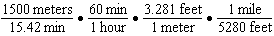 1500 meters/15.42 min • 60 min/1 hour • 3.281 feet/1 meter • 1 mile/5280 feet